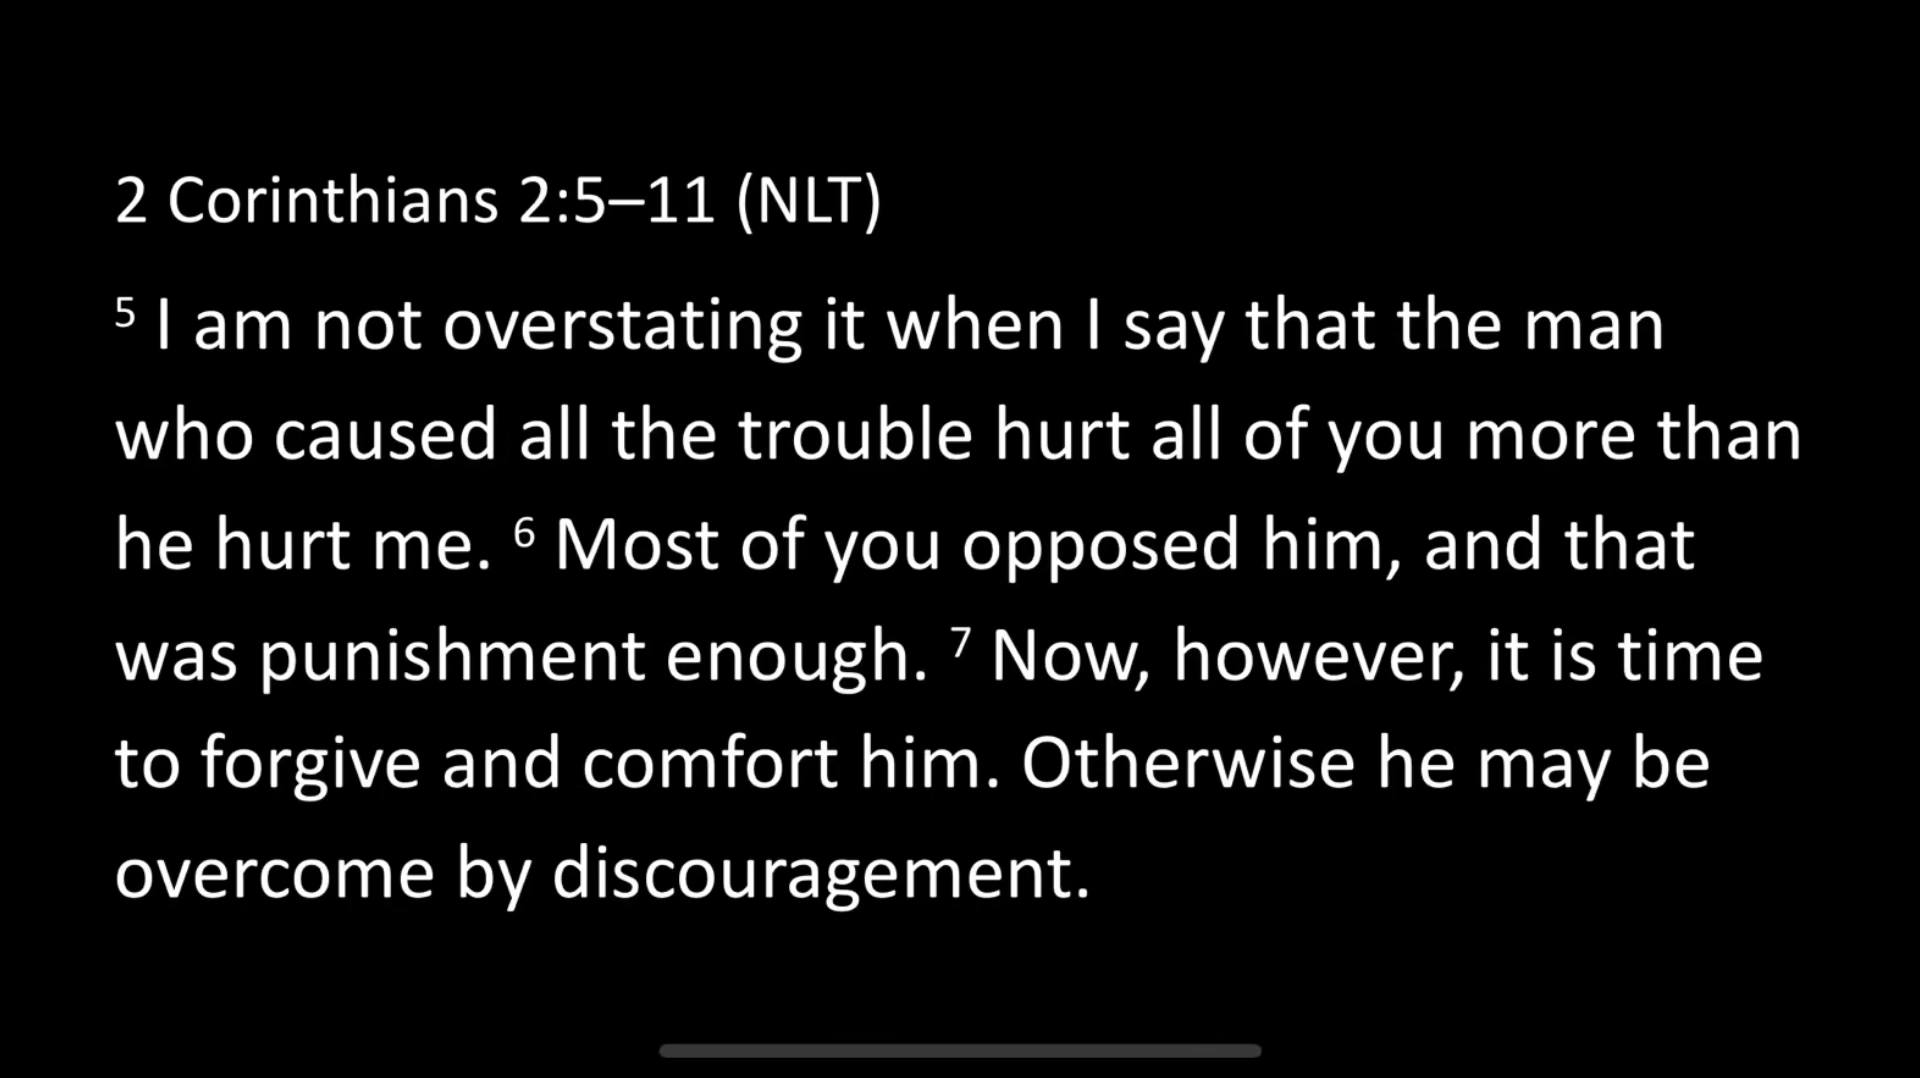 2 Corinthians 2:5–11 (NLT)
5 I am not overstating it when I say that the man
who caused all the trouble hurt all of you more than
he hurt me. 6 Most of you opposed him, and that
was punishment enough. 7 Now, however, it is time
to forgive and comfort him. Otherwise he may be
overcome by discouragement.